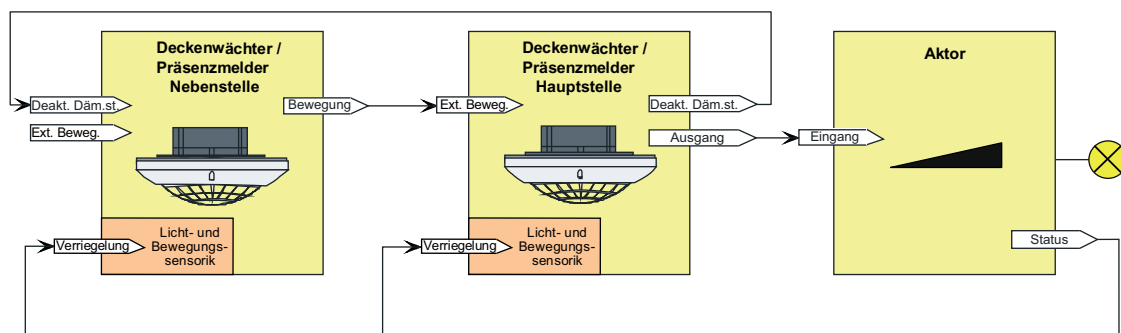 Deckenwächter /
Präsenzmelder
Nebenstelle
Deakt. Däm.st.
Ext. Beweg.
Bewegung
Verriegelung
Licht- und
Bewegungs-
sensorik
Deckenwächter /
Präsenzmelder
Hauptstelle
Ext. Beweg.
Deakt. Däm.st.
Ausgang
Verriegelung
Licht- und
Bewegungs-
sensorik
Aktor
Eingang
Status